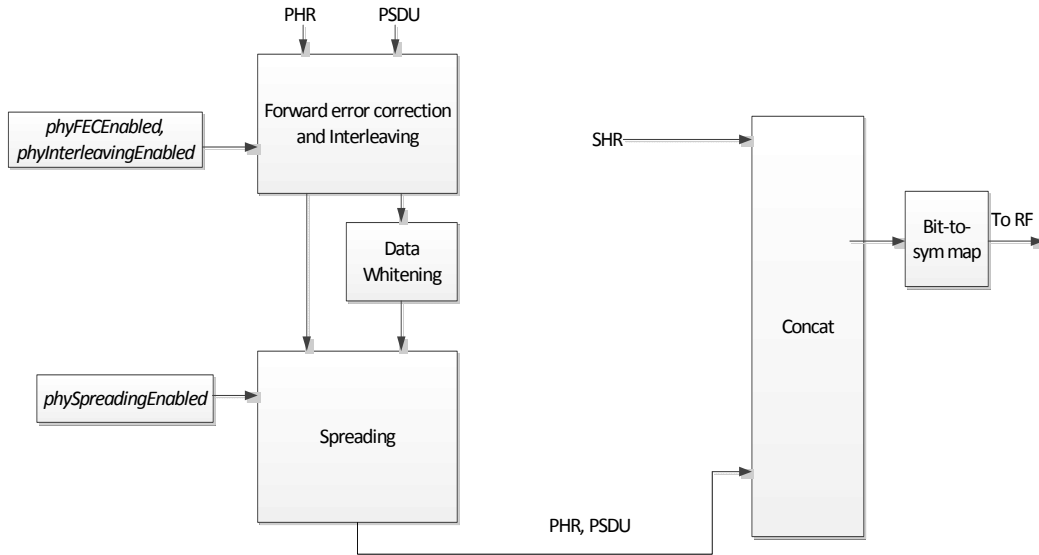 PHR
PSDU
Forward error correction
and Interleaving
phyFECEnabled,
phyInterleavingEnabled
SHR
Data
Whitening
Bit-to-
sym map
To RF
Concat
phySpreadingEnabled
Spreading
PHR, PSDU